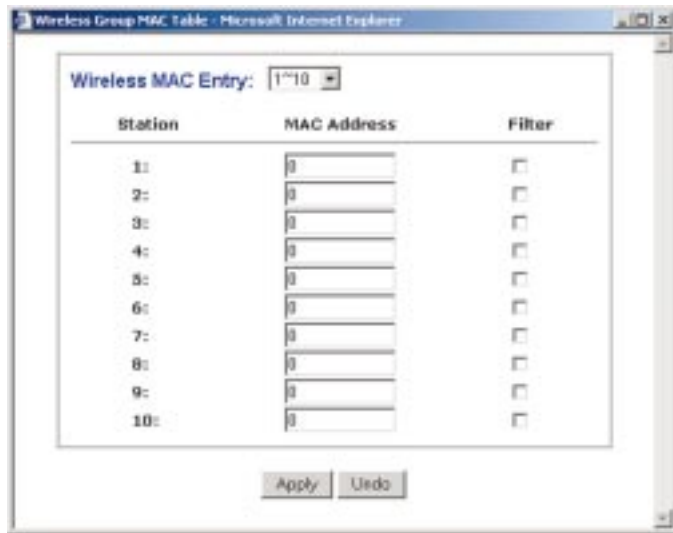 Wireless Group MAC Table - Microsoft Internet Explorer
Wireless MAC Entry: 1~10
Station MAC Address Filter
1: 0
2: 0
3: 0
4: 0
5: 0
6: 0
7: 0
8: 0
9: 0
10: 0
Apply Undo